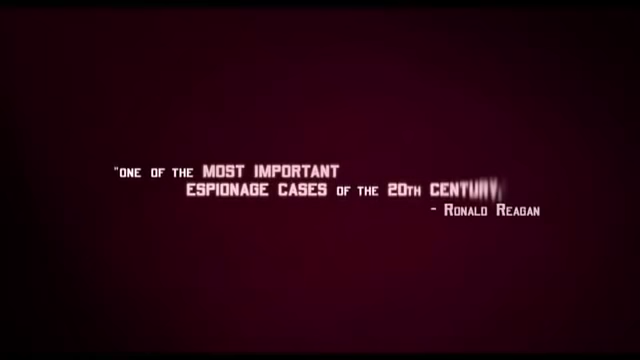 "ONE OF THE MOST IMPORTANT
ESPIONAGE CASES OF THE 20TH CENTURY,
- RONALD REAGAN